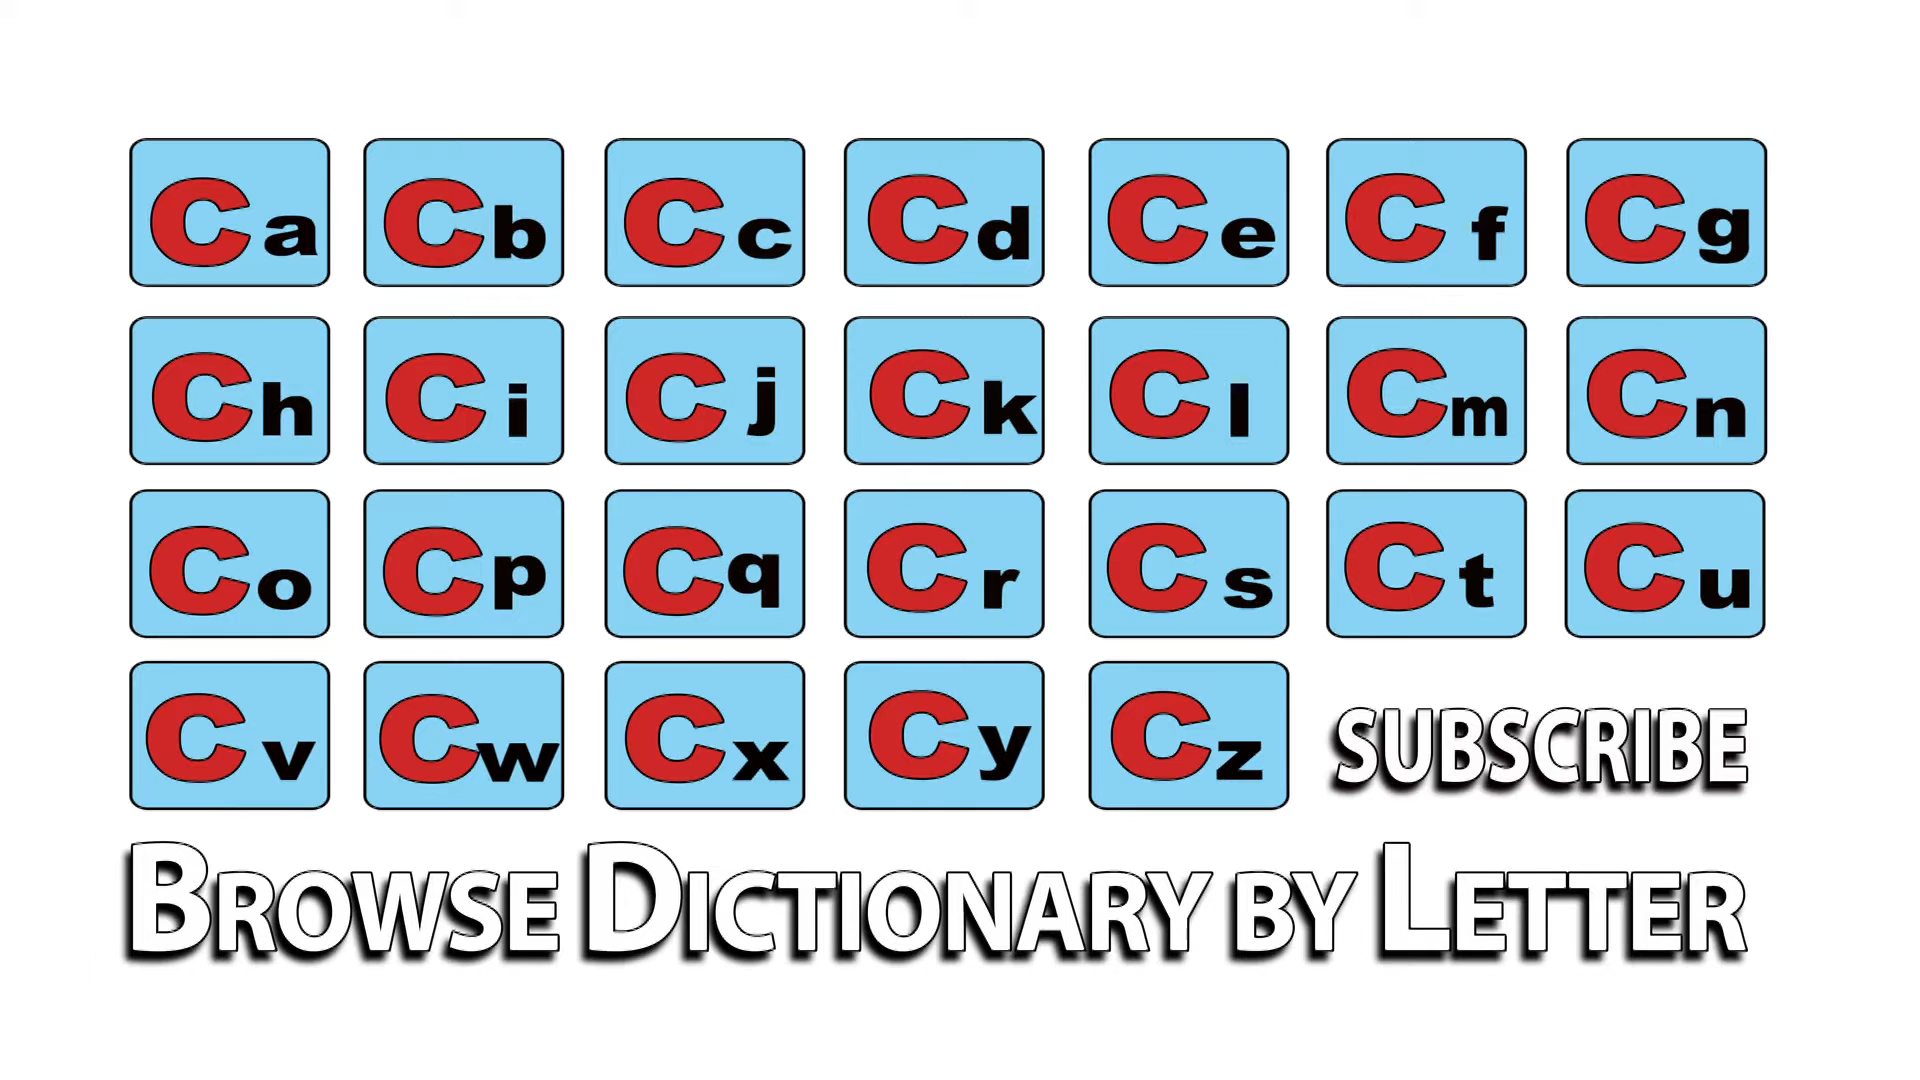 Ca Cb Cc Cd Ce Cf Cg
Ch Ci Cj Ck Cl Cm Cn
Co Cp Cq Cr Cs Ct Cu
Cv Cw Cx Cy Cz SUBSCRIBE
BROWSE DICTIONARY BY LETTER